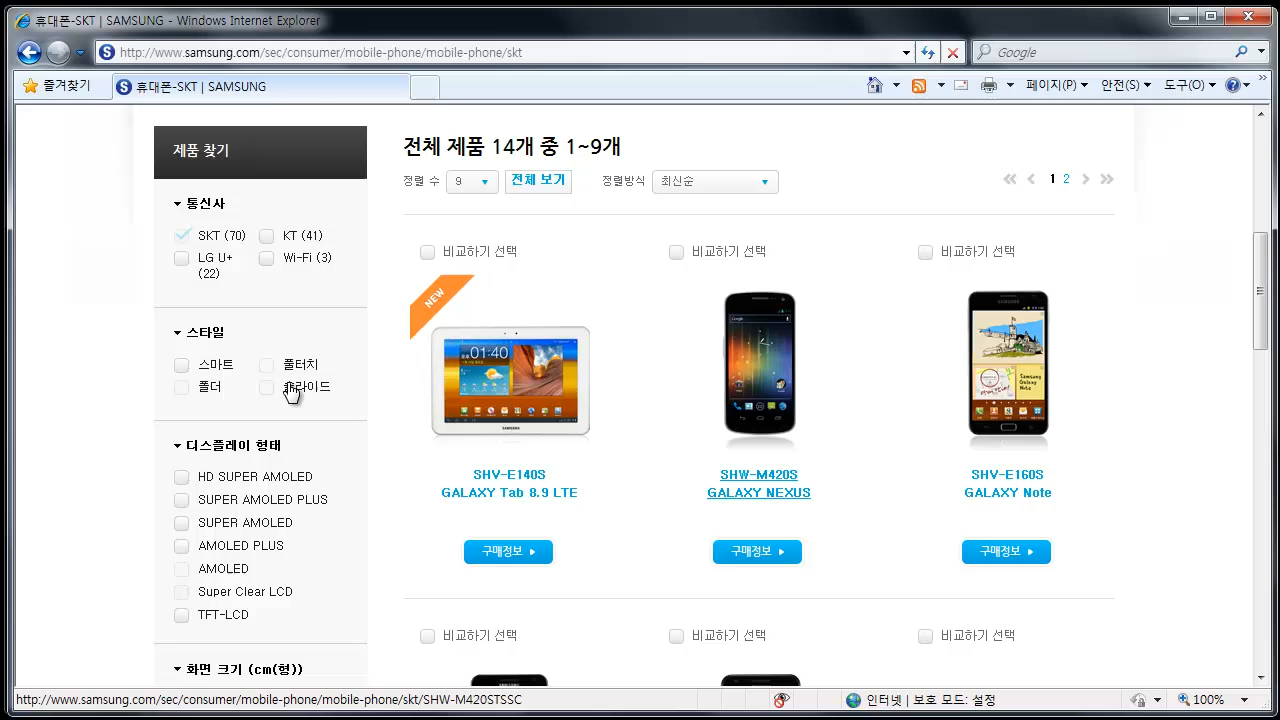 휴대폰-SKT | SAMSUNG - Windows Internet Explorer
http://www.samsung.com/sec/consumer/mobile-phone/mobile-phone/skt
Google
즐겨찾기
휴대폰-SKT | SAMSUNG
페이지(P)
안전(S)
도구(O)
제품 찾기
통신사
SKT (70)
KT (41)
LG U+
(22)
Wi-Fi (3)
스타일
스마트
풀터치
폴더
디스플레이 형태
HD SUPER AMOLED
SUPER AMOLED PLUS
SUPER AMOLED
AMOLED PLUS
AMOLED
Super Clear LCD
TFT-LCD
화면 크기 (cm(형))
전체 제품 14개 중 1~9개
정렬 수
9
전체 보기
정렬방식
최신순
1 2
비교하기 선택
비교하기 선택
비교하기 선택
NEW
01:40
SAMSUNG
Google
Samsung
Galaxy
Note
SHV-E140S
GALAXY Tab 8.9 LTE
SHW-M420S
GALAXY NEXUS
SHV-E160S
GALAXY Note
구매정보
구매정보
구매정보
비교하기 선택
비교하기 선택
비교하기 선택
http://www.samsung.com/sec/consumer/mobile-phone/mobile-phone/skt/SHW-M420STSSC
인터넷 | 보호 모드: 설정
100%